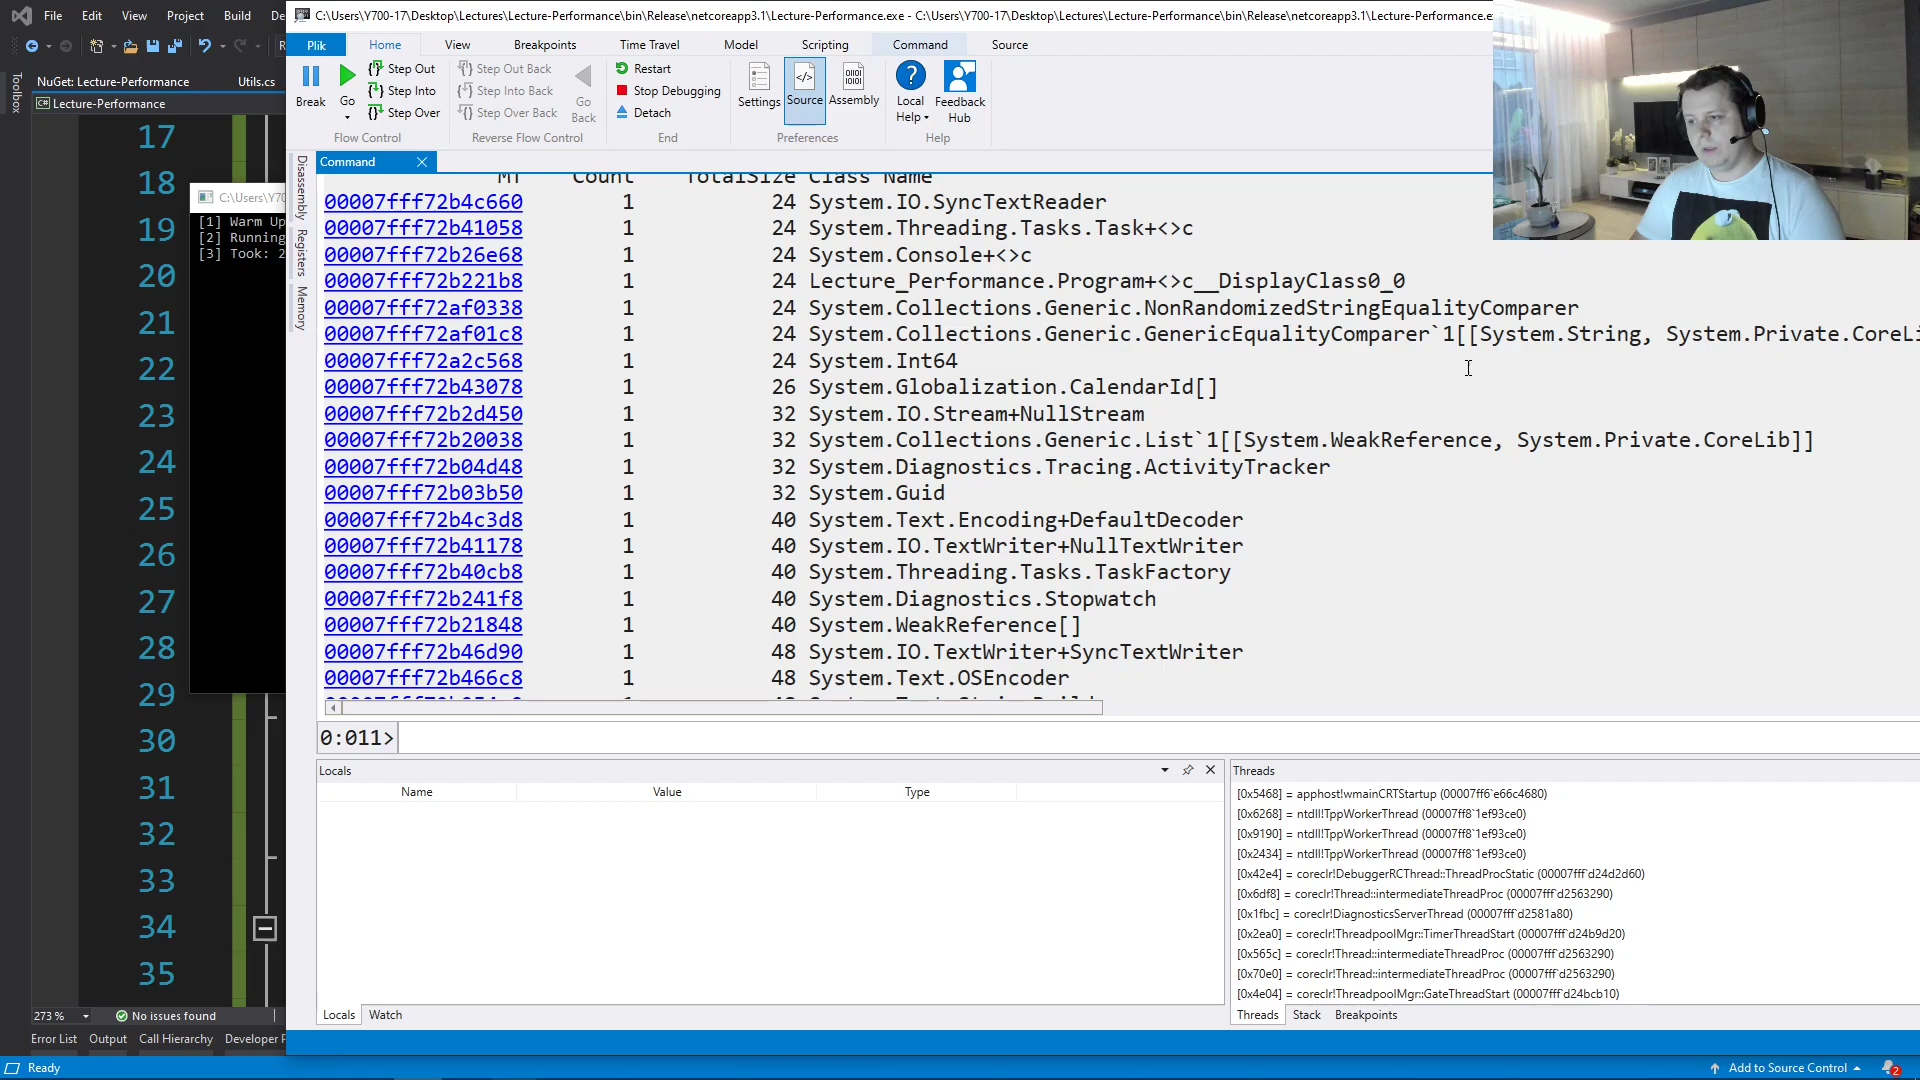 File Edit View Project Build De
NuGet: Lecture-Performance Utils.cs
Lecture-Performance
Toolbox
17
18
19
20
21
22
23
24
25
26
27
28
29
30
31
32
33
34
35
C:\Users\Y70
[1] Warm Up
[2] Running
[3] Took: 2
273 % No issues found
Error List Output Call Hierarchy Developer
Ready
Add to Source Control 2
C:\Users\Y700-17\Desktop\Lectures\Lecture-Performance\bin\Release\netcoreapp3.1\Lecture-Performance.exe - C:\Users\Y700-17\Desktop\Lectures\Lecture-Performance\bin\Release\netcoreapp3.1\Lecture-Performance.exe
Plik Home View Breakpoints Time Travel Model Scripting Command Source
Break
Go
Step Out
Step Into
Step Over
Flow Control
Step Out Back
Step Into Back
Step Over Back
Go Back
Reverse Flow Control
Restart
Stop Debugging
Detach
End
Settings
Source
Assembly
Preferences
Local Help
Feedback Hub
Help
Disassembly
Registers
Memory
Command
MT Count TotalSize Class Name
00007fff72b4c660 1 24 System.IO.SyncTextReader
00007fff72b41058 1 24 System.Threading.Tasks.Task+<>c
00007fff72b26e68 1 24 System.Console+<>c
00007fff72b221b8 1 24 Lecture_Performance.Program+<>c__DisplayClass0_0
00007fff72af0338 1 24 System.Collections.Generic.NonRandomizedStringEqualityComparer
00007fff72af01c8 1 24 System.Collections.Generic.GenericEqualityComparer`1[[System.String, System.Private.CoreLi
00007fff72a2c568 1 24 System.Int64
00007fff72b43078 1 26 System.Globalization.CalendarId[]
00007fff72b2d450 1 32 System.IO.Stream+NullStream
00007fff72b20038 1 32 System.Collections.Generic.List`1[[System.WeakReference, System.Private.CoreLib]]
00007fff72b04d48 1 32 System.Diagnostics.Tracing.ActivityTracker
00007fff72b03b50 1 32 System.Guid
00007fff72b4c3d8 1 40 System.Text.Encoding+DefaultDecoder
00007fff72b41178 1 40 System.IO.TextWriter+NullTextWriter
00007fff72b40cb8 1 40 System.Threading.Tasks.TaskFactory
00007fff72b241f8 1 40 System.Diagnostics.Stopwatch
00007fff72b21848 1 40 System.WeakReference[]
00007fff72b46d90 1 48 System.IO.TextWriter+SyncTextWriter
00007fff72b466c8 1 48 System.Text.OSEncoder
0:011>
Locals
Name Value Type
Locals Watch
Threads
[0x5468] = apphost!wmainCRTStartup (00007ff6`e66c4680)
[0x6268] = ntdll!TppWorkerThread (00007ff8`1ef93ce0)
[0x9190] = ntdll!TppWorkerThread (00007ff8`1ef93ce0)
[0x2434] = ntdll!TppWorkerThread (00007ff8`1ef93ce0)
[0x42e4] = coreclr!DebuggerRCThread::ThreadProcStatic (00007fff`d24d2d60)
[0x6df8] = coreclr!Thread::intermediateThreadProc (00007fff`d2563290)
[0x1fbc] = coreclr!DiagnosticsServerThread (00007fff`d2581a80)
[0x2ea0] = coreclr!ThreadpoolMgr::TimerThreadStart (00007fff`d24b9d20)
[0x565c] = coreclr!Thread::intermediateThreadProc (00007fff`d2563290)
[0x70e0] = coreclr!Thread::intermediateThreadProc (00007fff`d2563290)
[0x4e04] = coreclr!ThreadpoolMgr::GateThreadStart (00007fff`d24bcb10)
Threads Stack Breakpoints